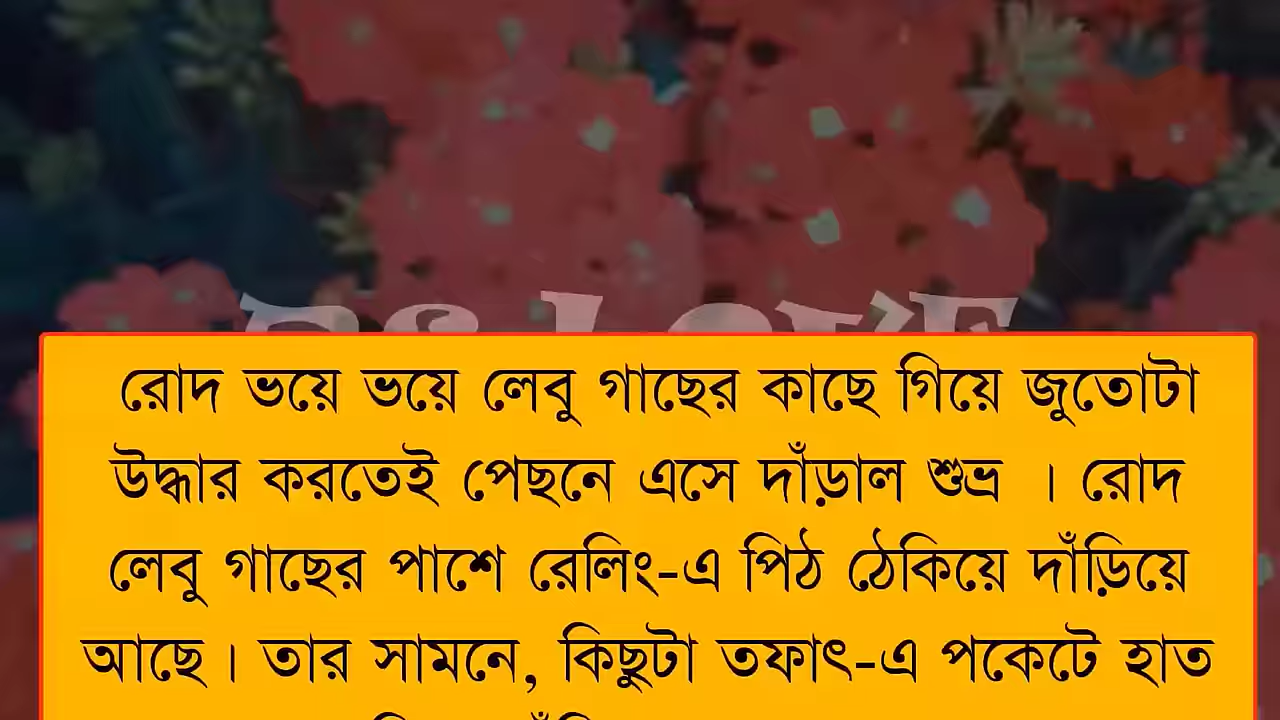 রোদ ভয়ে ভয়ে লেবু গাছের কাছে গিয়ে জুতোটা
উদ্ধার করতেই পেছনে এসে দাঁড়াল শুভ্র । রোদ
লেবু গাছের পাশে রেলিং-এ পিঠ ঠেকিয়ে দাঁড়িয়ে
আছে। তার সামনে, কিছুটা তফাৎ-এ পকেটে হাত